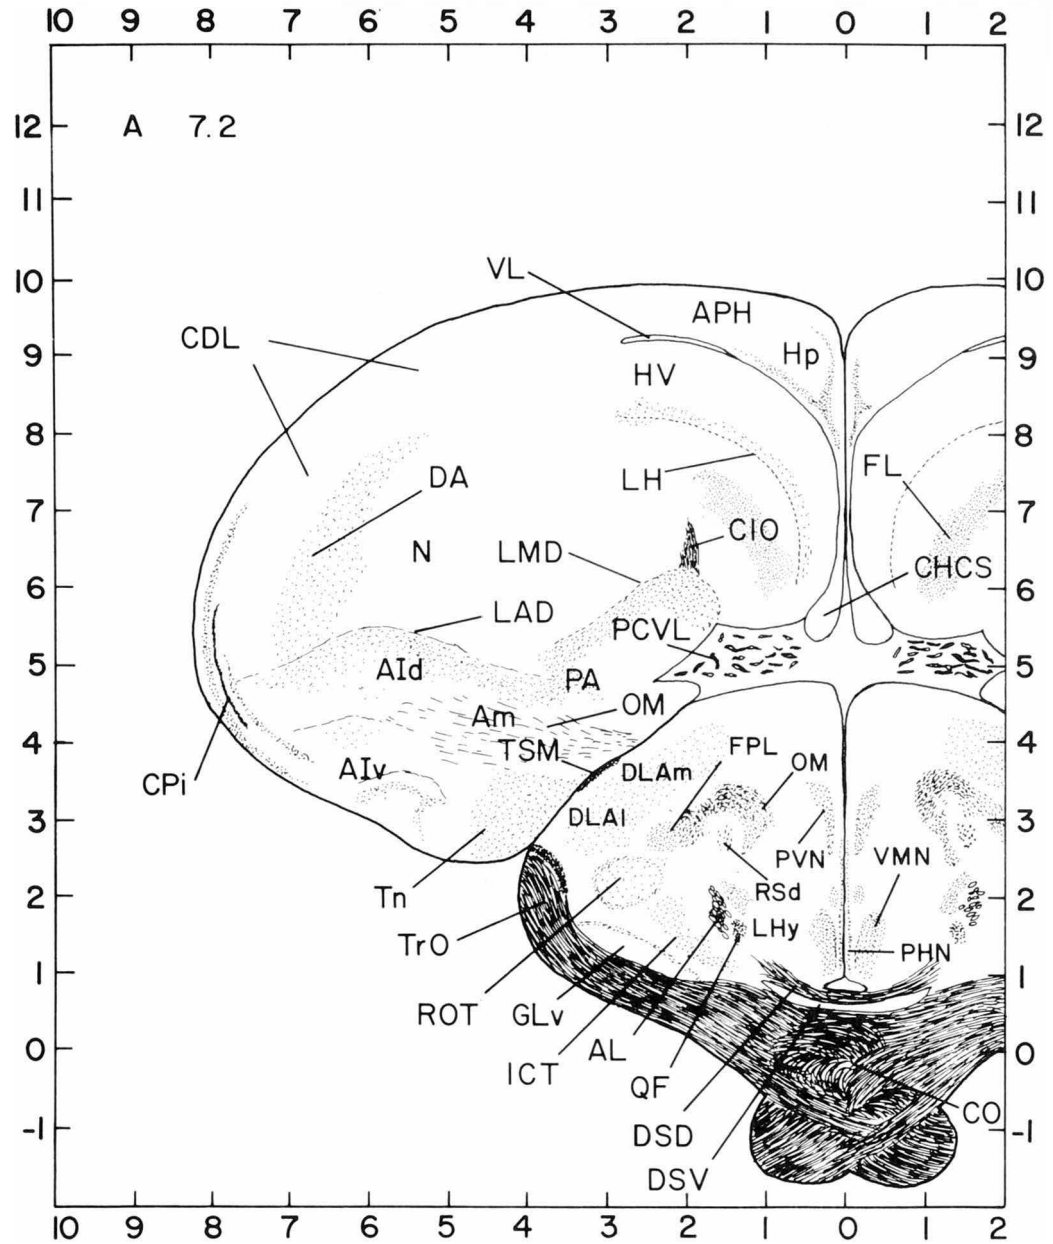 10 9 8 7 6 5 4 3 2 1 0 1 2
A 7.2
12 12
11 11
10 10
VL
APH
CDL
Hp
9 9
HV
8 8
DA
LH
FL
7 7
N
LMD
CIO
CHCS
6 6
LAD
PCVL
5 5
AId
PA
Am
OM
4 4
TSM
FPL
OM
DLAm
CPi
AIv
DLAl
3 3
PVN
VMN
Tn
RSd
2 2
TrO
LHy
PHN
1 1
ROT
GLv
AL
ICT
QF
0 0
DSD
CO
-1 -1
DSV
10 9 8 7 6 5 4 3 2 1 0 1 2